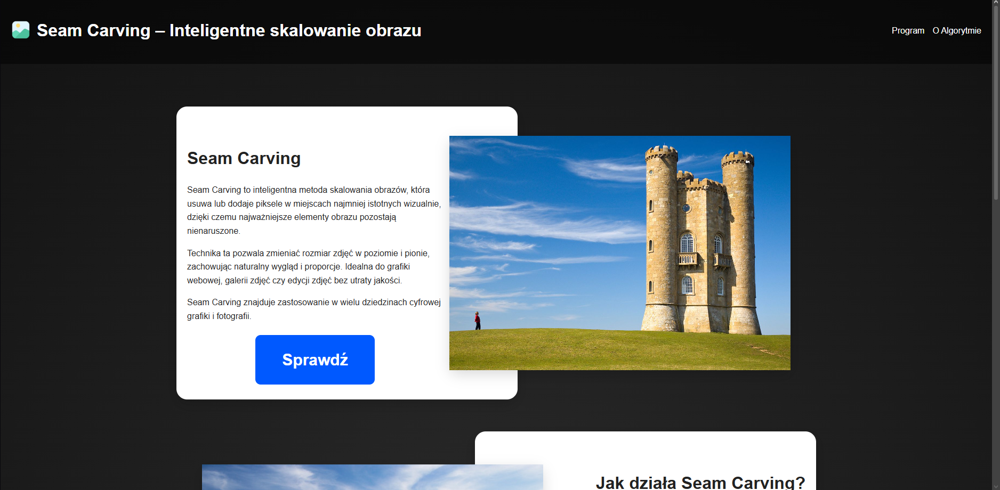 Seam Carving – Inteligentne skalowanie obrazu
Program
O Algorytmie
Seam Carving
Seam Carving to inteligentna metoda skalowania obrazów, która
usuwa lub dodaje piksele w miejscach najmniej istotnych wizualnie,
dzięki czemu najważniejsze elementy obrazu pozostają
nienaruszone.
Technika ta pozwala zmieniać rozmiar zdjęć w poziomie i pionie,
zachowując naturalny wygląd i proporcje. Idealna do grafiki
webowej, galerii zdjęć czy edycji zdjęć bez utraty jakości.
Seam Carving znajduje zastosowanie w wielu dziedzinach cyfrowej
grafiki i fotografii.
Sprawdź
Jak działa Seam Carving?